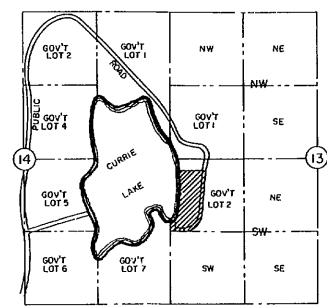 GOV'T LOT 2
GOV'T LOT 1
NW
NE
ROAD
NW
PUBLIC
GOV'T LOT 4
GOV'T LOT 1
SE
CURRIE LAKE
14
13
GOV'T LOT 5
GOV'T LOT 2
NE
SW
GOV'T LOT 6
GOV'T LOT 7
SW
SE